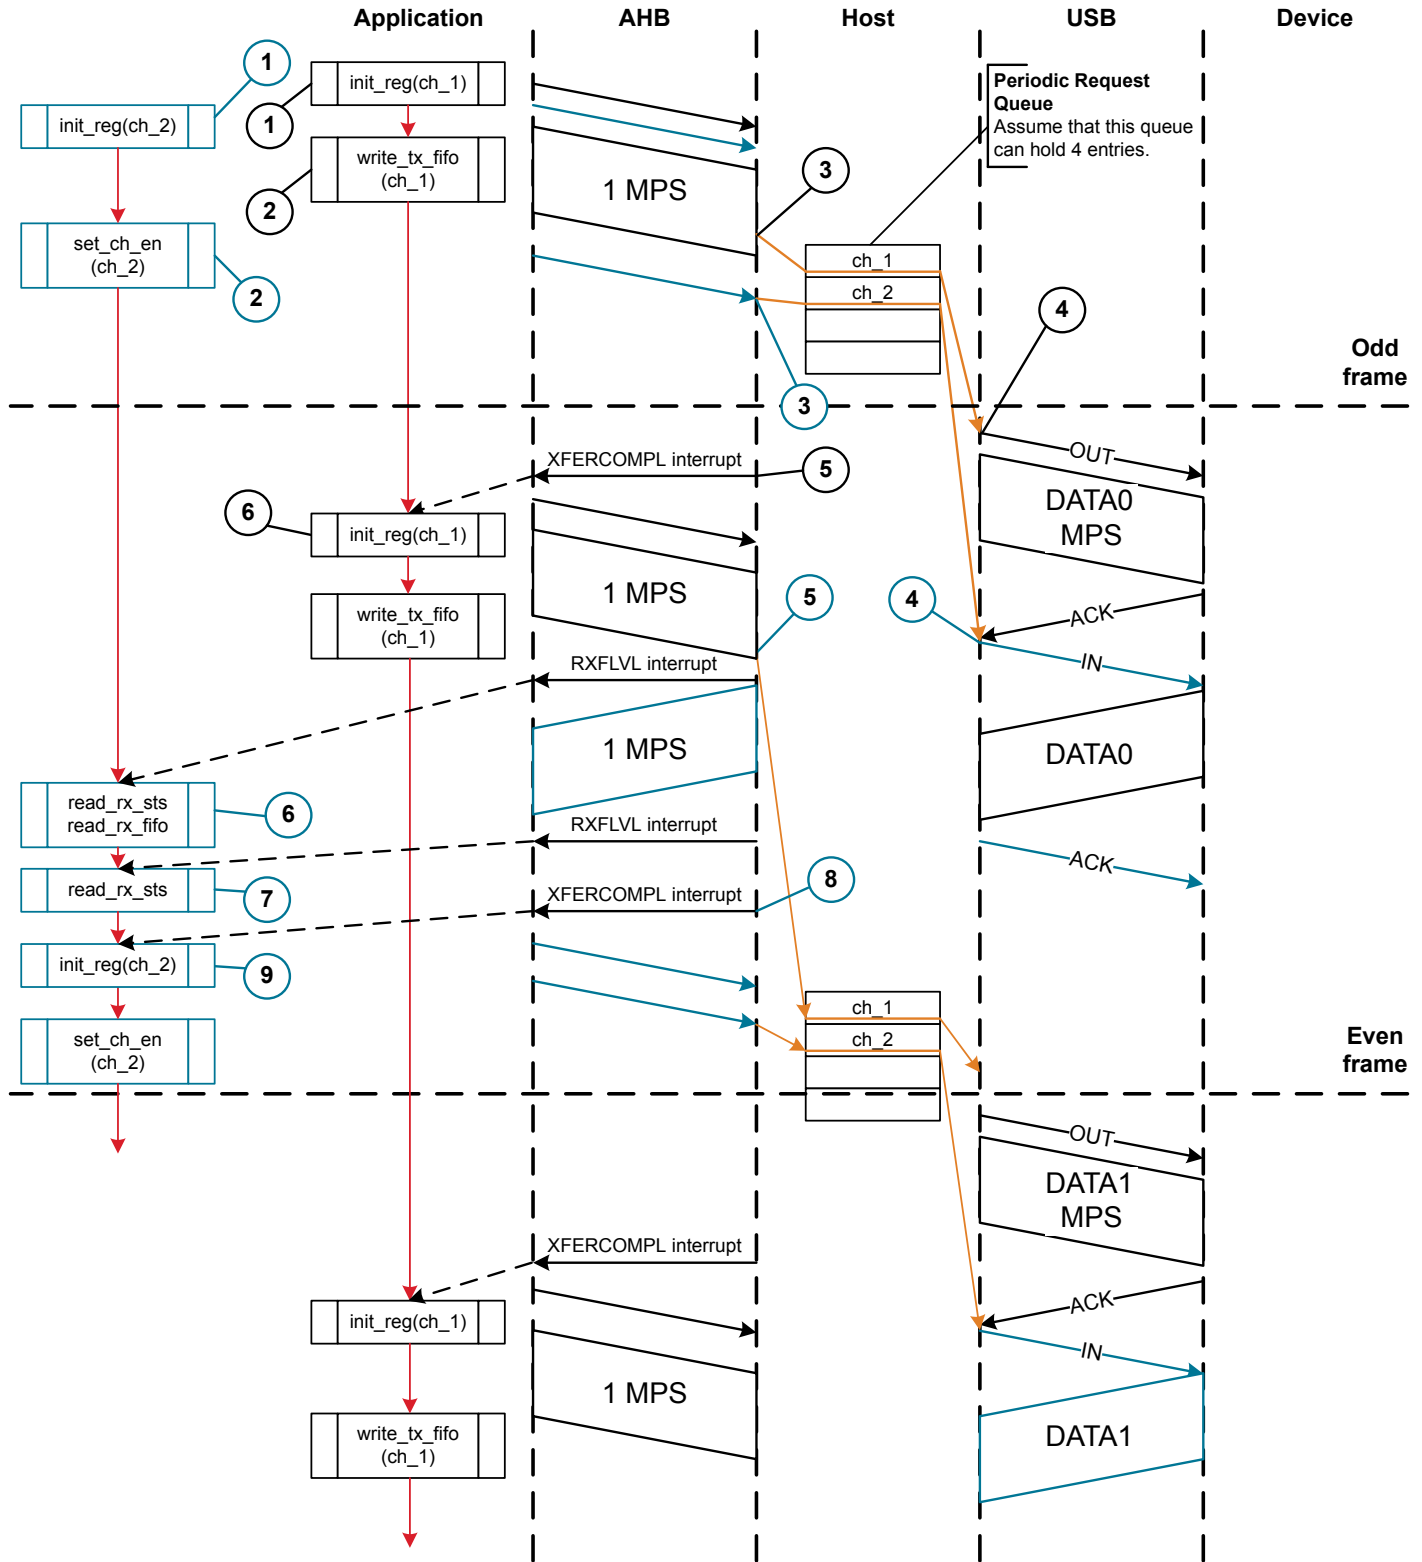 Application
AHB
Host
USB
Device
1
init_reg(ch_1)
Periodic Request
Queue
Assume that this queue
can hold 4 entries.
init_reg(ch_2)
1
write_tx_fifo
(ch_1)
1 MPS
3
2
set_ch_en
(ch_2)
2
ch_1
ch_2
4
Odd
frame
3
OUT
XFERCOMPL interrupt
5
DATA0
MPS
6
init_reg(ch_1)
1 MPS
5
4
write_tx_fifo
(ch_1)
ACK
RXFLVL interrupt
IN
1 MPS
DATA0
read_rx_sts
read_rx_fifo
6
RXFLVL interrupt
ACK
read_rx_sts
7
XFERCOMPL interrupt
8
init_reg(ch_2)
9
ch_1
ch_2
set_ch_en
(ch_2)
Even
frame
OUT
DATA1
MPS
XFERCOMPL interrupt
ACK
init_reg(ch_1)
IN
1 MPS
write_tx_fifo
(ch_1)
DATA1